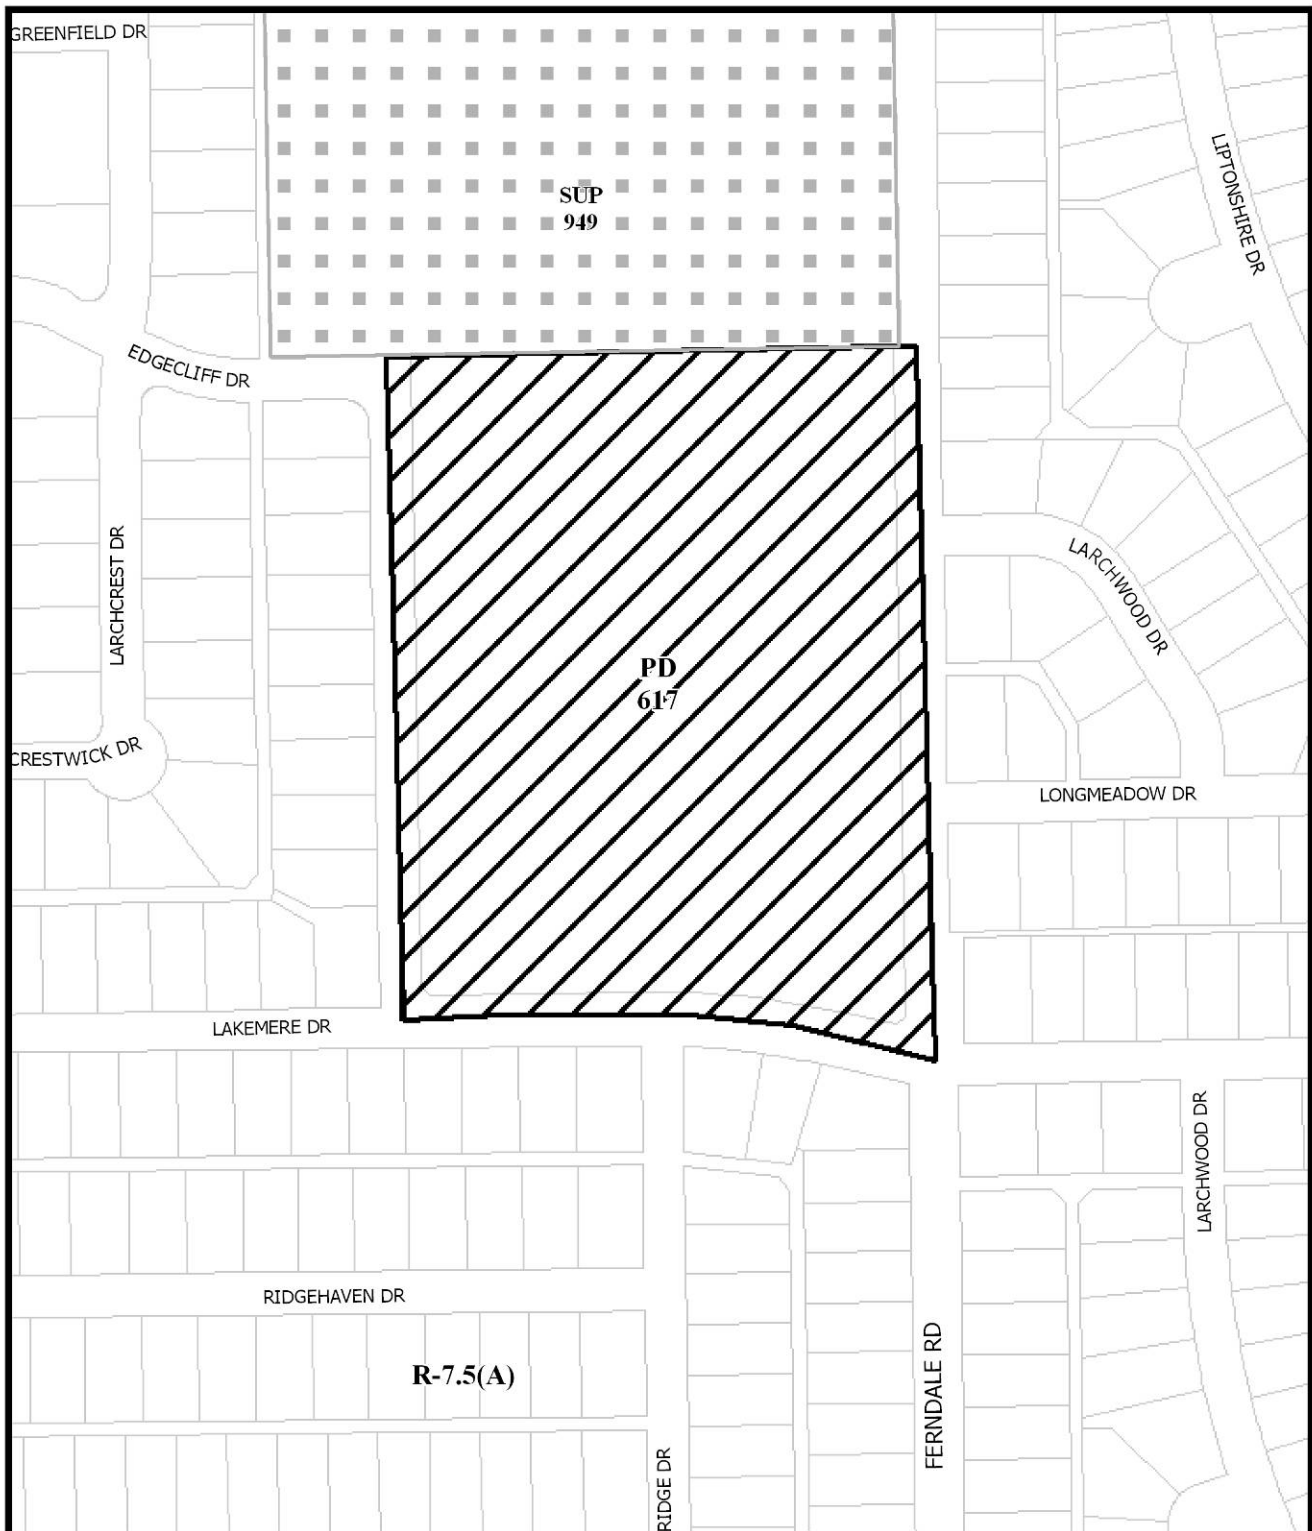 GREENFIELD DR
LIPTONSHIRE DR
SUP
949
EDGECLIFF DR
LARCHCREST DR
LARCHWOOD DR
PD
617
CRESTWICK DR
LONGMEADOW DR
LAKEMERE DR
LARCHWOOD DR
RIDGEHAVEN DR
R-7.5(A)
FERNDALE RD
RIDGE DR